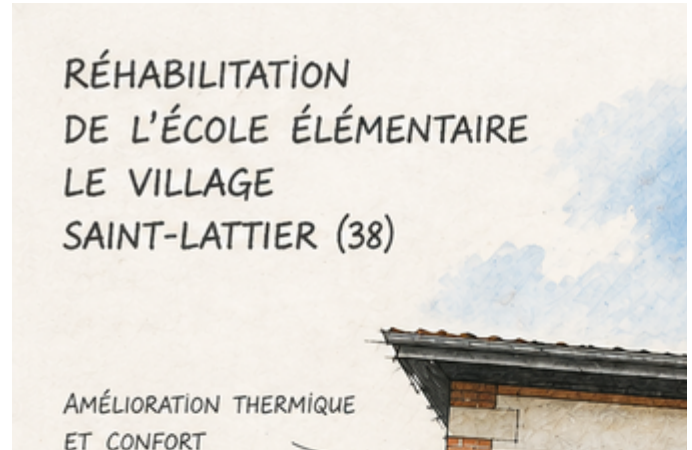 RÉHABILITATION
DE L'ÉCOLE ÉLÉMENTAIRE
LE VILLAGE
SAINT-LATTIER (38)
AMÉLIORATION THERMIQUE
ET CONFORT